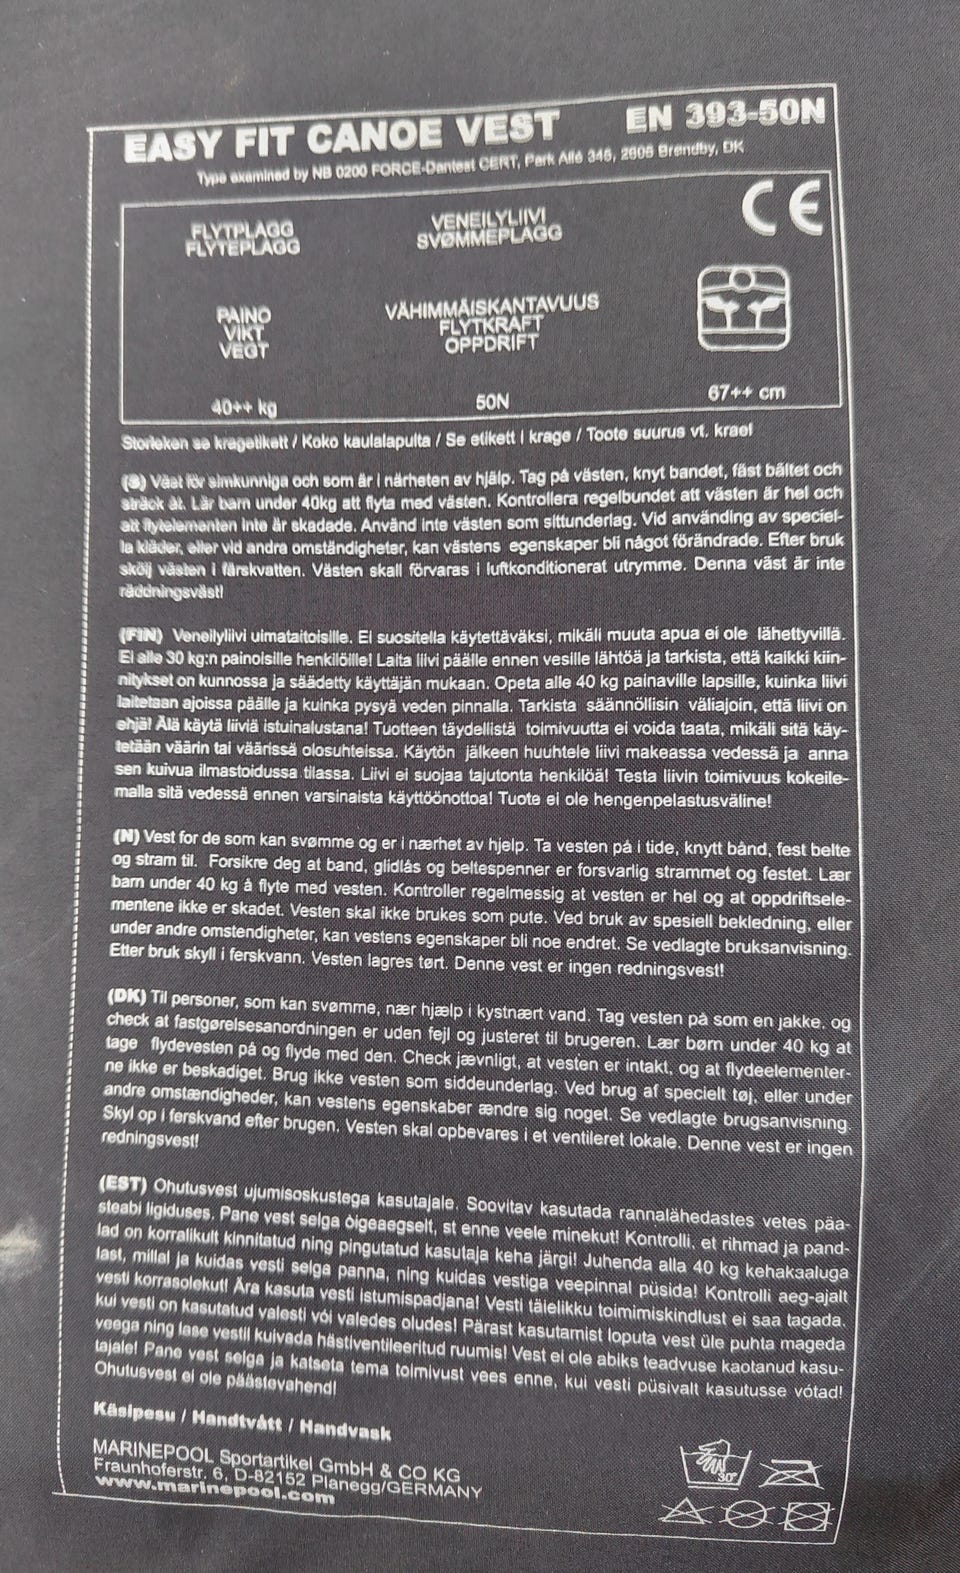 EASY FIT CANOE VEST EN 393-50N
Type examined by NB 0200 FORCE-Dantest CERT, Park Allé 345, 2605 Brøndby, DK
CE
FLYTPLAGG
FLYTEPLAGG
VENEILYLIIVI
SVØMMEPLAGG
PAINO
VIKT
VEGT
VÄHIMMÄISKANTAVUUS
FLYTKRAFT
OPPDRIFT
40++ kg
50N
67++ cm
Storleken se kragetikett / Koko kaulalapulta / Se etikett i krage / Toote suurus vt. krael
(S) Väst för simkunniga och som är i närheten av hjälp. Tag på västen, knyt bandet, fäst bältet och
sträck åt. Lär barn under 40kg att flyta med västen. Kontrollera regelbundet att västen är hel och
att flytelementen inte är skadade. Använd inte västen som sittunderlag. Vid använding av speciel-
la kläder, eller vid andra omständigheter, kan västens egenskaper bli något förändrade. Efter bruk
skölj västen i färskvatten. Västen skall förvaras i luftkonditionerat utrymme. Denna väst är inte
räddningsväst!
(FIN) Veneilyliivi uimataitoisille. Ei suositella käytettäväksi, mikäli muuta apua ei ole lähettyvillä.
Ei alle 30 kg:n painoisille henkilöille! Laita liivi päälle ennen vesille lähtöä ja tarkista, että kaikki kiin-
nitykset on kunnossa ja säädetty käyttäjän mukaan. Opeta alle 40 kg painaville lapsille, kuinka liivi
laitetaan ajoissa päälle ja kuinka pysyä veden pinnalla. Tarkista säännöllisin väliajoin, että liivi on
ehjä! Älä käytä liiviä istuinalustana! Tuotteen täydellistä toimivuutta ei voida taata, mikäli sitä käy-
tetään väärin tai väärissä olosuhteissa. Käytön jälkeen huuhtele liivi makeassa vedessä ja anna
sen kuivua ilmastoidussa tilassa. Liivi ei suojaa tajutonta henkilöä! Testa liivin toimivuus kokeile-
malla sitä vedessä ennen varsinaista käyttöönottoa! Tuote ei ole hengenpelastusväline!
(N) Vest for de som kan svømme og er i nærhet av hjelp. Ta vesten på i tide, knytt bånd, fest belte
og stram til. Forsikre deg at band, glidlås og beltespenner er forsvarlig strammet og festet. Lær
barn under 40 kg å flyte med vesten. Kontroller regelmessig at vesten er hel og at oppdriftsele-
mentene ikke er skadet. Vesten skal ikke brukes som pute. Ved bruk av spesiell bekledning, eller
under andre omstendigheter, kan vestens egenskaper bli noe endret. Se vedlagte bruksanvisning.
Etter bruk skyll i ferskvann. Vesten lagres tørt. Denne vest er ingen redningsvest!
(DK) Til personer, som kan svømme, nær hjælp i kystnært vand. Tag vesten på som en jakke, og
check at fastgørelsesanordningen er uden fejl og justeret til brugeren. Lær børn under 40 kg at
tage flydevesten på og flyde med den. Check jævnligt, at vesten er intakt, og at flydeelementer-
ne ikke er beskadiget. Brug ikke vesten som siddeunderlag. Ved brug af specielt tøj, eller under
andre omstændigheder, kan vestens egenskaber ændre sig noget. Se vedlagte brugsanvisning.
Skyl op i ferskvand efter brugen. Vesten skal opbevares i et ventileret lokale. Denne vest er ingen
redningsvest!
(EST) Ohutusvest ujumisoskustega kasutajale. Soovitav kasutada rannalähedastes vetes pää-
steabi ligiduses. Pane vest selga õigeaegselt, st enne veele minekut! Kontrolli, et rihmad ja pand-
lad on korralikult kinnitatud ning pingutatud kasutaja keha järgi! Juhenda alla 40 kg kehakaaluga
last, millal ja kuidas vesti selga panna, ning kuidas vestiga veepinnal püsida! Kontrolli aeg-ajalt
vesti korrasolekut! Ära kasuta vesti istumispadjana! Vesti täielikku toimimiskindlust ei saa tagada,
kui vesti on kasutatud valesti või valedes oludes! Pärast kasutamist loputa vest üle puhta mageda
veega ning lase vestil kuivada hästiventileeritud ruumis! Vest ei ole abiks teadvuse kaotanud kasu-
tajale! Pane vest selga ja katseta tema toimivust vees enne, kui vesti püsivalt kasutusse võtad!
Ohutusvest ei ole päästevahend!
Käsipesu / Handtvått / Handvask
MARINEPOOL Sportartikel GmbH & CO KG
Fraunhoferstr. 6, D-82152 Planegg/GERMANY
www.marinepool.com
30°